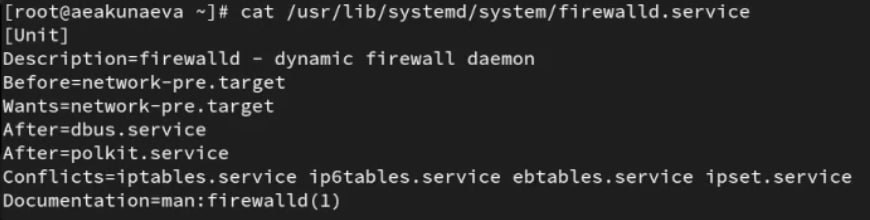 [root@aeakunaeva ~]# cat /usr/lib/systemd/system/firewalld.service
[Unit]
Description=firewalld - dynamic firewall daemon
Before=network-pre.target
Wants=network-pre.target
After=dbus.service
After=polkit.service
Conflicts=iptables.service ip6tables.service ebtables.service ipset.service
Documentation=man:firewalld(1)